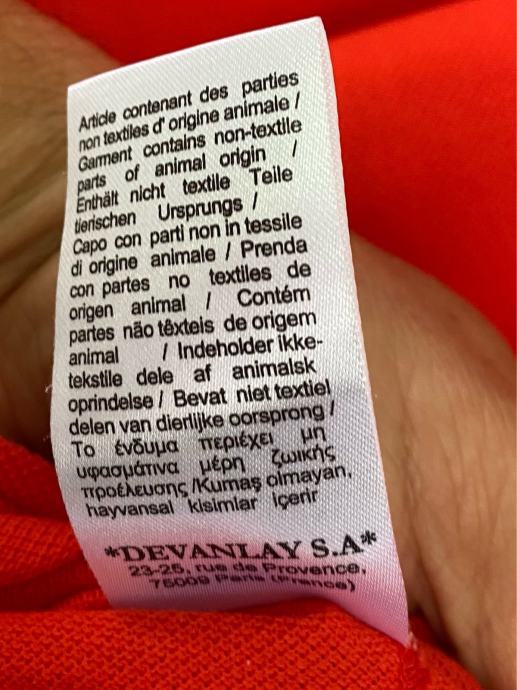 Article contenant des parties
non textiles d' origine animale /
Garment contains non-textile
parts of animal origin /
Enthält nicht textile Teile
tierischen Ursprungs /
Capo con parti non in tessile
di origine animale / Prenda
con partes no textiles de
origen animal / Contém
partes não têxteis de origem
animal / Indeholder ikke-
tekstile dele af animalsk
oprindelse / Bevat niet textiel
delen van dierlijke oorsprong /
Το ένδυμα περιέχει μη
υφασμάτινα μέρη ζωικής
προέλευσης /Kumaş olmayan,
hayvansal kisimlar içerir
*DEVANLAY S.A*
23-25, rue de Provence,
75009 Paris (France)